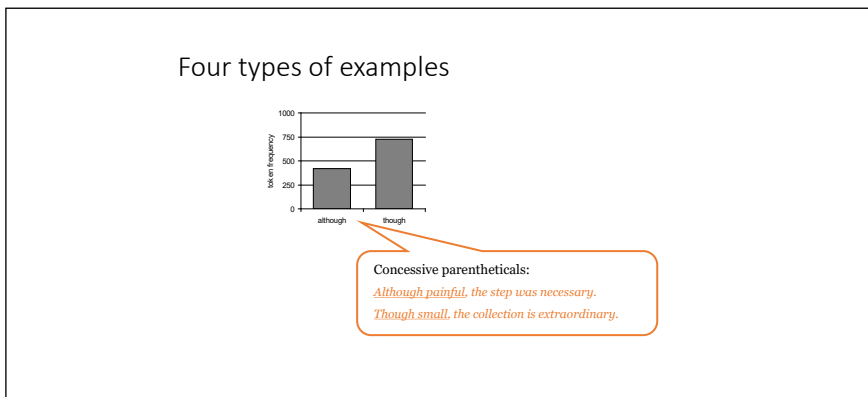 Four types of examples
1000
750
500
250
0
token frequency
although though
Concessive parentheticals:
Although painful, the step was necessary.
Though small, the collection is extraordinary.